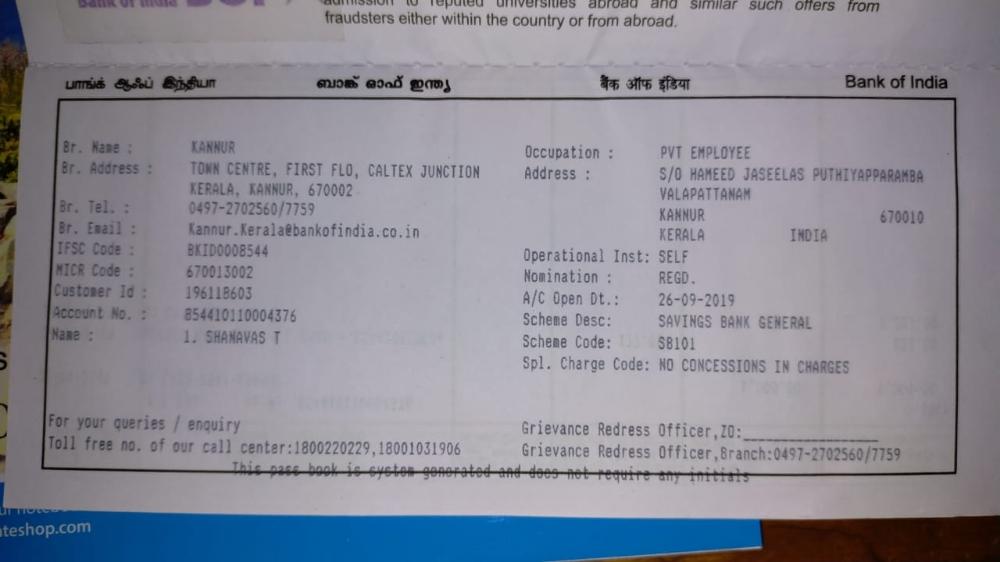 Bank of India
admission to reputed universities abroad and similar such offers from
fraudsters either within the country or from abroad.
பாங்க் ஆஃப் இந்தியா ബാങ്ക് ഓഫ് ഇന്ത്യ बैंक ऑफ इंडिया Bank of India
Br. Name : KANNUR
Br. Address : TOWN CENTRE, FIRST FLO, CALTEX JUNCTION
KERALA, KANNUR, 670002
Br. Tel. : 0497-2702560/7759
Br. Email : Kannur.Kerala@bankofindia.co.in
IFSC Code : BKID0008544
MICR Code : 670013002
Customer Id : 196118603
Account No. : 854410110004376
Name : 1. SHANAVAS T
Occupation : PVT EMPLOYEE
Address : S/O HAMEED JASEELAS PUTHIYAPPARAMBA
VALAPATTANAM
KANNUR 670010
KERALA INDIA
Operational Inst: SELF
Nomination : REGD.
A/C Open Dt.: 26-09-2019
Scheme Desc: SAVINGS BANK GENERAL
Scheme Code: SB101
Spl. Charge Code: NO CONCESSIONS IN CHARGES
For your queries / enquiry
Toll free no. of our call center:1800220229,18001031906
Grievance Redress Officer,ZO:
Grievance Redress Officer,Branch:0497-2702560/7759
This pass book is system generated and does not require any initials
ateshop.com